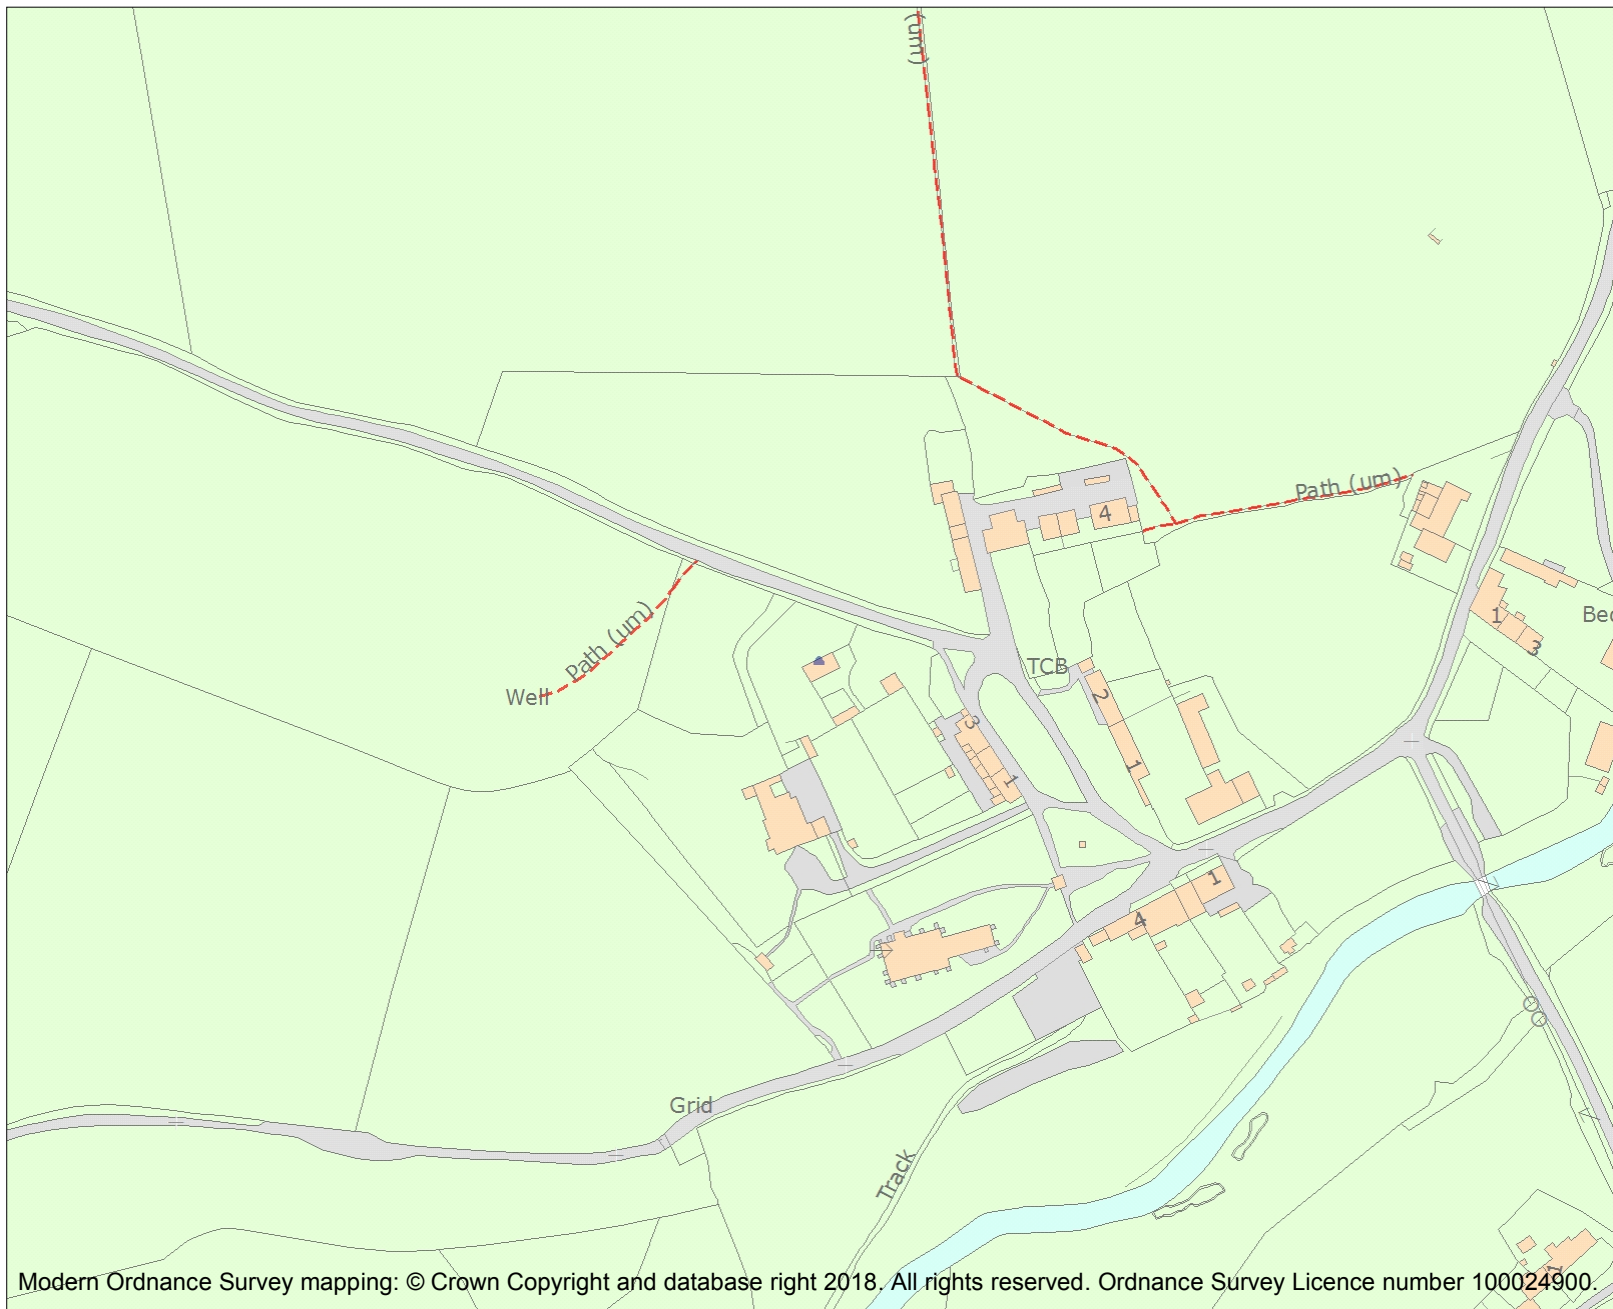 (um)
Path (um)
4
1
3
Bec
Path (um)
Well
TCB
2
1
3
1
1
4
Grid
Track
1
Modern Ordnance Survey mapping: © Crown Copyright and database right 2018. All rights reserved. Ordnance Survey Licence number 100024900.